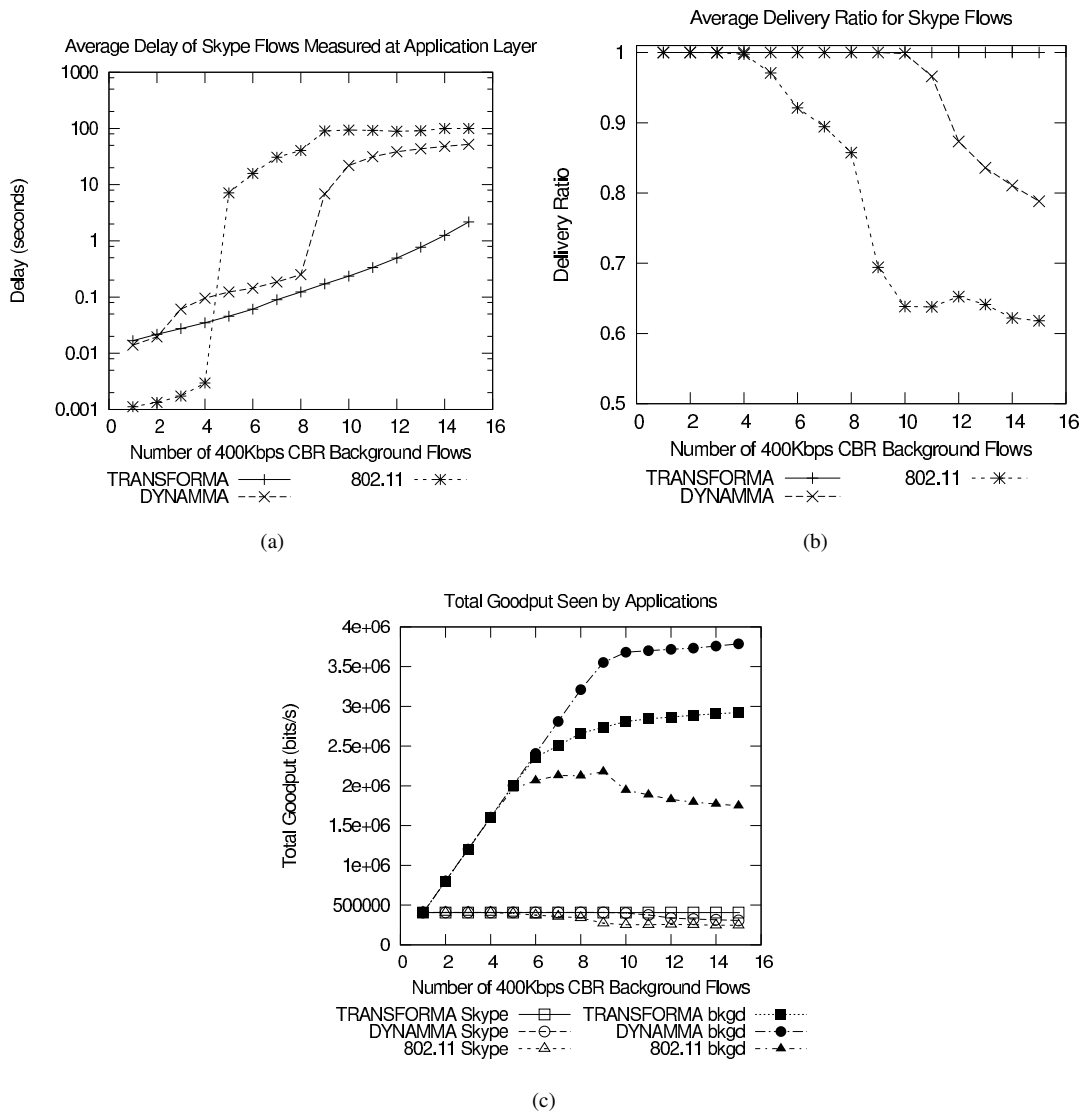 Average Delay of Skype Flows Measured at Application Layer
1000
100
10
1
0.1
0.01
0.001
Delay (seconds)
0 2 4 6 8 10 12 14 16
Number of 400Kbps CBR Background Flows
TRANSFORMA
DYNAMMA
802.11
(a)
Average Delivery Ratio for Skype Flows
1
0.9
0.8
0.7
0.6
0.5
Delivery Ratio
0 2 4 6 8 10 12 14 16
Number of 400Kbps CBR Background Flows
TRANSFORMA
DYNAMMA
802.11
(b)
Total Goodput Seen by Applications
4e+06
3.5e+06
3e+06
2.5e+06
2e+06
1.5e+06
1e+06
500000
0
Total Goodput (bits/s)
0 2 4 6 8 10 12 14 16
Number of 400Kbps CBR Background Flows
TRANSFORMA Skype
DYNAMMA Skype
802.11 Skype
TRANSFORMA bkgd
DYNAMMA bkgd
802.11 bkgd
(c)